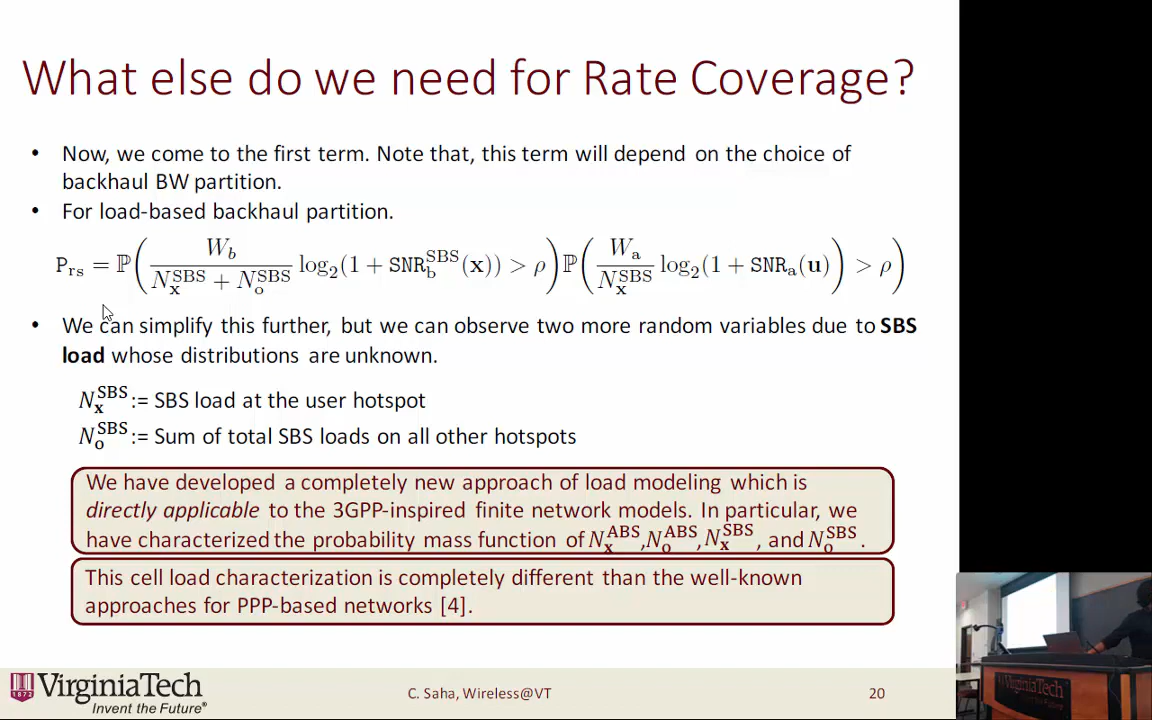 What else do we need for Rate Coverage?
• Now, we come to the first term. Note that, this term will depend on the choice of
backhaul BW partition.
• For load-based backhaul partition.
P_rs = ℙ( W_b / (N_x^SBS + N_o^SBS) log_2(1 + SNR_b^SBS(x)) > ρ ) ℙ( W_a / N_x^SBS log_2(1 + SNR_a(u) ) > ρ )
• We can simplify this further, but we can observe two more random variables due to SBS
load whose distributions are unknown.
N_x^SBS := SBS load at the user hotspot
N_o^SBS := Sum of total SBS loads on all other hotspots
We have developed a completely new approach of load modeling which is
directly applicable to the 3GPP-inspired finite network models. In particular, we
have characterized the probability mass function of N_x^ABS, N_o^ABS, N_x^SBS, and N_o^SBS.
This cell load characterization is completely different than the well-known
approaches for PPP-based networks [4].
1872
VirginiaTech
Invent the Future®
C. Saha, Wireless@VT
20
VirginiaTech